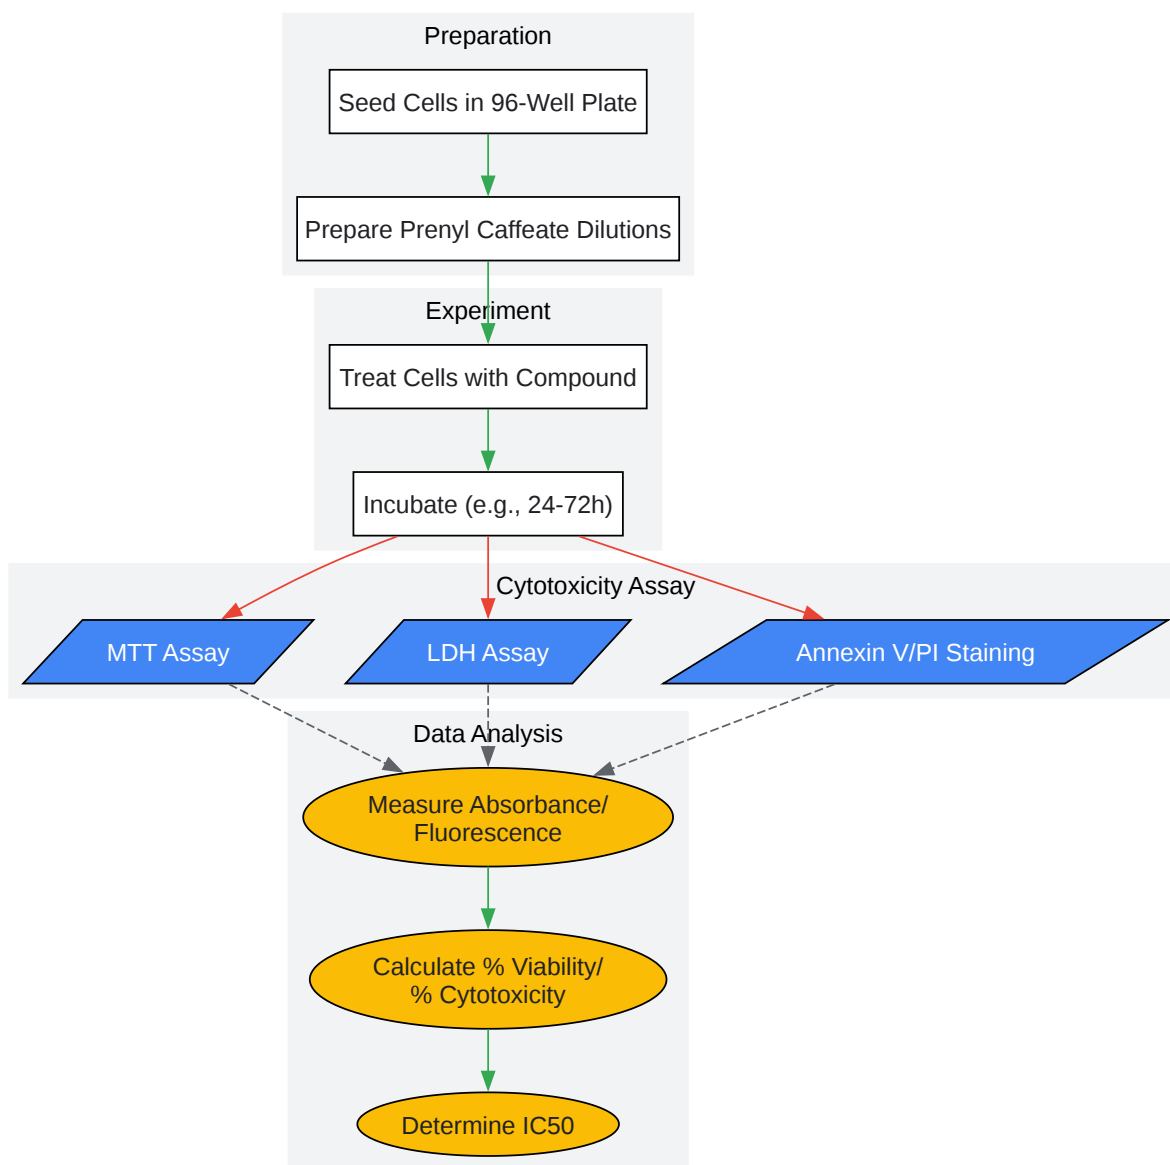 Preparation
Seed Cells in 96-Well Plate
Prepare Prenyl Caffeate Dilutions
Experiment
Treat Cells with Compound
Incubate (e.g., 24-72h)
Cytotoxicity Assay
MTT Assay
LDH Assay
Annexin V/PI Staining
Data Analysis
Measure Absorbance/
Fluorescence
Calculate % Viability/
% Cytotoxicity
Determine IC50